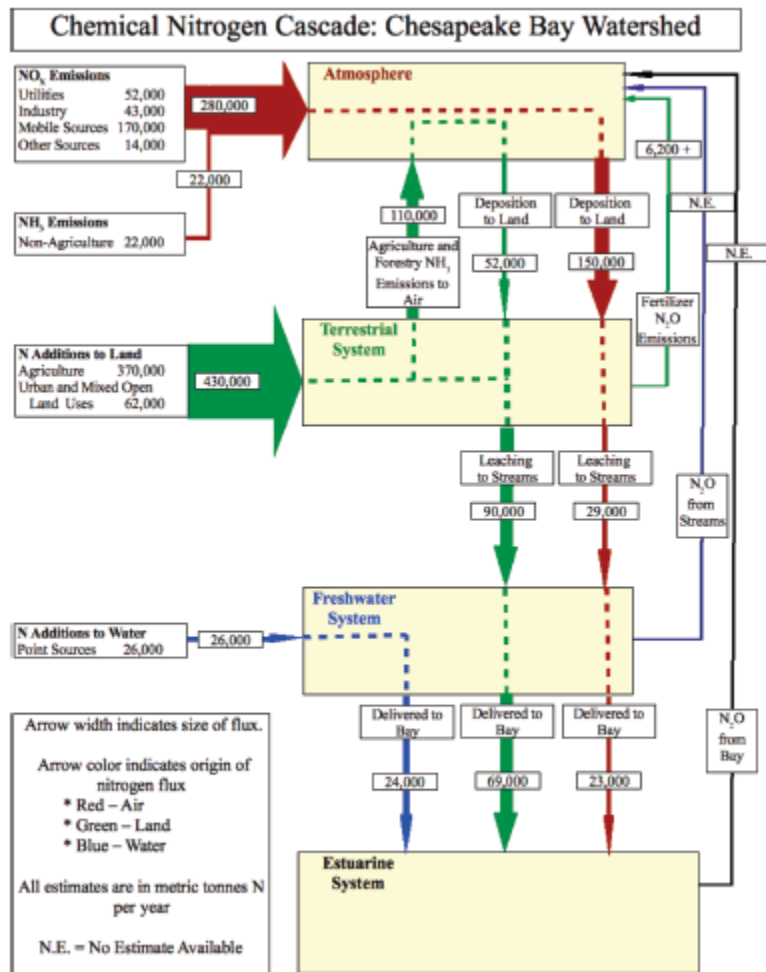 Chemical Nitrogen Cascade: Chesapeake Bay Watershed
NOx Emissions
Utilities 52,000
Industry 43,000
Mobile Sources 170,000
Other Sources 14,000
280,000
22,000
NH3 Emissions
Non-Agriculture 22,000
Atmosphere
6,200 +
N.E.
N.E.
110,000
Agriculture and
Forestry NH3
Emissions to
Air
Deposition
to Land
52,000
Deposition
to Land
150,000
Fertilizer
N2O
Emissions
N Additions to Land
Agriculture 370,000
Urban and Mixed Open
Land Uses 62,000
430,000
Terrestrial
System
Leaching
to Streams
90,000
Leaching
to Streams
29,000
N2O
from
Streams
N Additions to Water
Point Sources 26,000
26,000
Freshwater
System
Delivered to
Bay
24,000
Delivered to
Bay
69,000
Delivered to
Bay
23,000
N2O
from
Bay
Estuarine
System
Arrow width indicates size of flux.
Arrow color indicates origin of
nitrogen flux
* Red – Air
* Green – Land
* Blue – Water
All estimates are in metric tonnes N
per year
N.E. = No Estimate Available